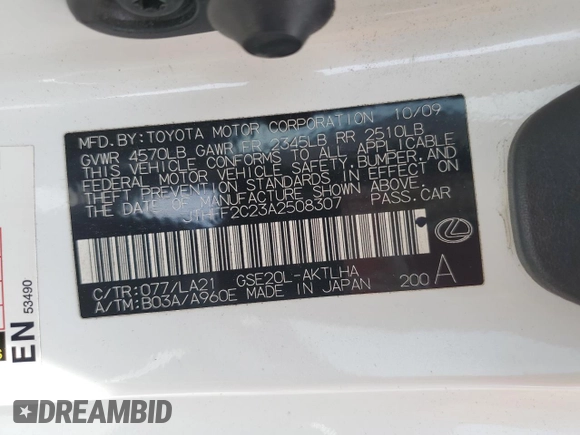 MFD. BY: TOYOTA MOTOR CORPORATION 10/09
GVWR 4570LB GAWR FR 2345LB RR 2510LB
THIS VEHICLE CONFORMS TO ALL APPLICABLE
FEDERAL MOTOR VEHICLE SAFETY, BUMPER, AND
THEFT PREVENTION STANDARDS IN EFFECT ON
THE DATE OF MANUFACTURE SHOWN ABOVE.
JTHFF2C23A2508307 PASS. CAR
C/TR: 077/LA21 GSE20L-AKTLHA
A/TM: B03A/A960E MADE IN JAPAN 200 A
EN 53490
DREAMBID